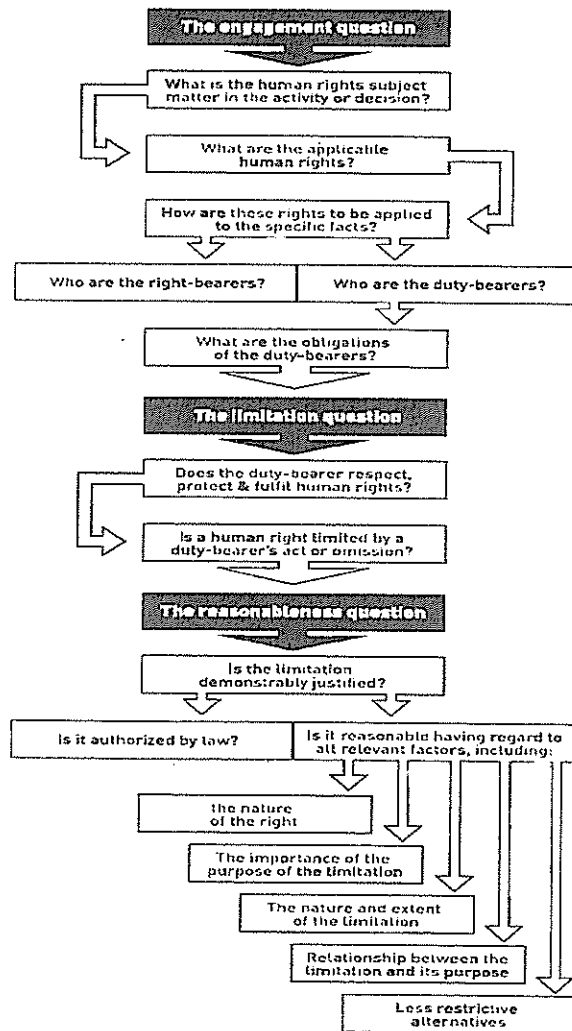 The engagement question
What is the human rights subject
matter in the activity or decision?
What are the applicable
human rights?
How are these rights to be applied
to the specific facts?
Who are the right-bearers?
Who are the duty-bearers?
What are the obligations
of the duty-bearers?
The limitation question
Does the duty-bearer respect,
protect & fulfil human rights?
Is a human right limited by a
duty-bearer's act or omission?
The reasonableness question
Is the limitation
demonstrably justified?
Is it authorized by law?
Is it reasonable having regard to
all relevant factors, including:
the nature
of the right
The importance of the
purpose of the limitation
The nature and extent
of the limitation
Relationship between the
limitation and its purpose
Less restrictive
alternatives